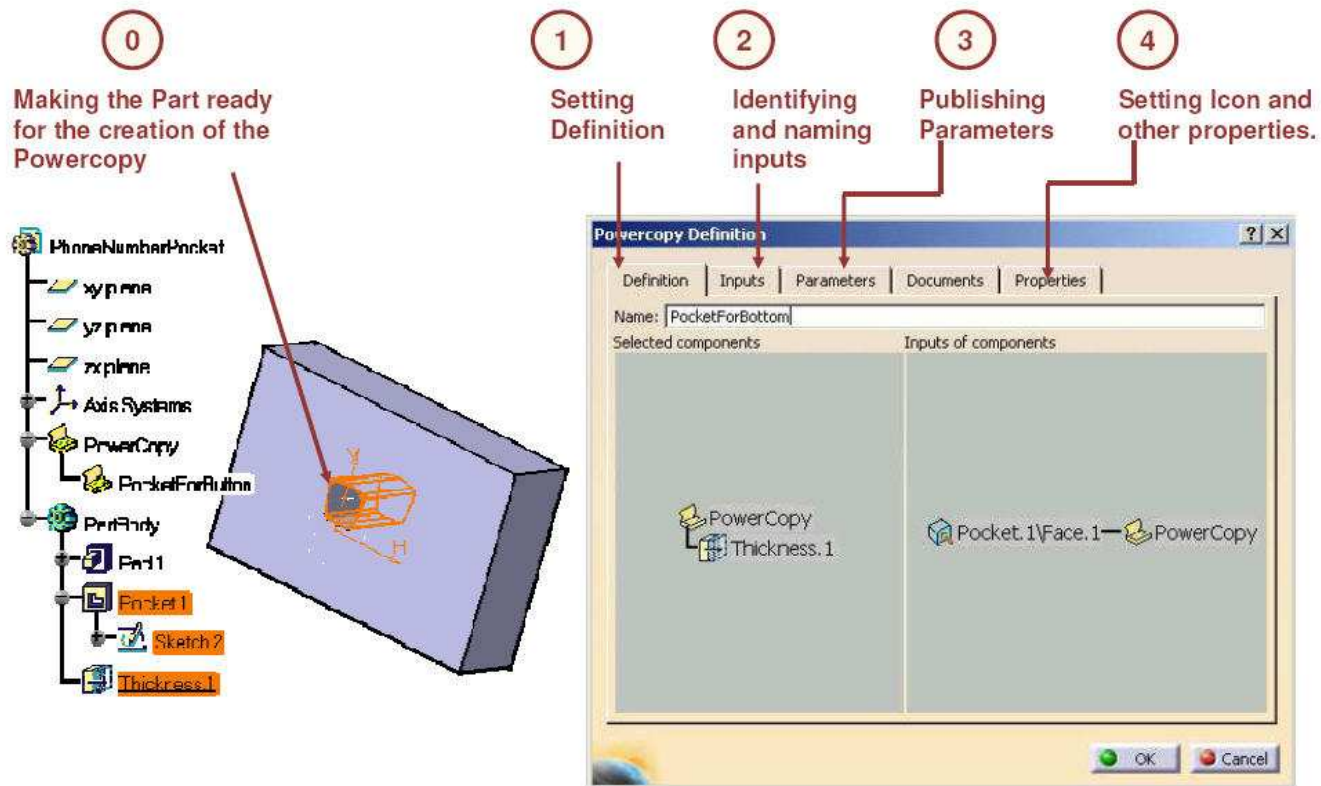 0
Making the Part ready
for the creation of the
Powercopy
1
Setting
Definition
2
Identifying
and naming
inputs
3
Publishing
Parameters
4
Setting Icon and
other properties.
PhoneNumberPocket
xy plane
yz plane
zx plane
Axis Systems
PowerCopy
PocketForButton
PartBody
Pad.1
Pocket.1
Sketch.2
Thickness.1
Y
H
Powercopy Definition
Definition Inputs Parameters Documents Properties
Name: PocketForBottom
Selected components Inputs of components
PowerCopy
Thickness.1
Pocket.1\Face.1 PowerCopy
OK Cancel